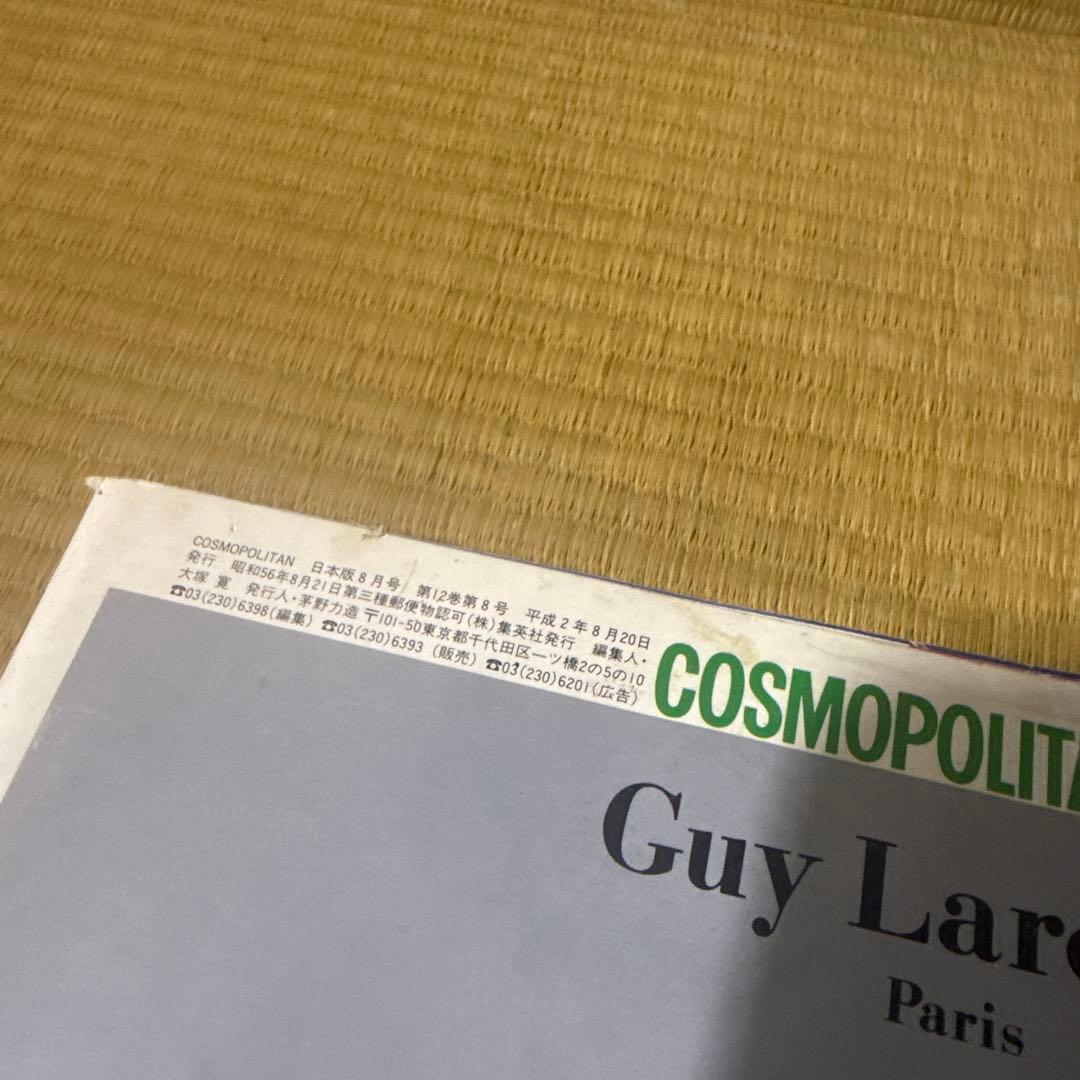 COSMOPOLITAN 日本版8月号 第12巻第8号 平成2年8月20日
発行 昭和56年8月21日第三種郵便物認可(株)集英社発行 編集人・
大塚 寛 発行人・茅野力造 〒101-50東京都千代田区一ツ橋2の5の10
☎03(230)6398(編集) ☎03(230)6393(販売) ☎03(230)6201(広告)
COSMOPOLITA
Guy Laro
Paris